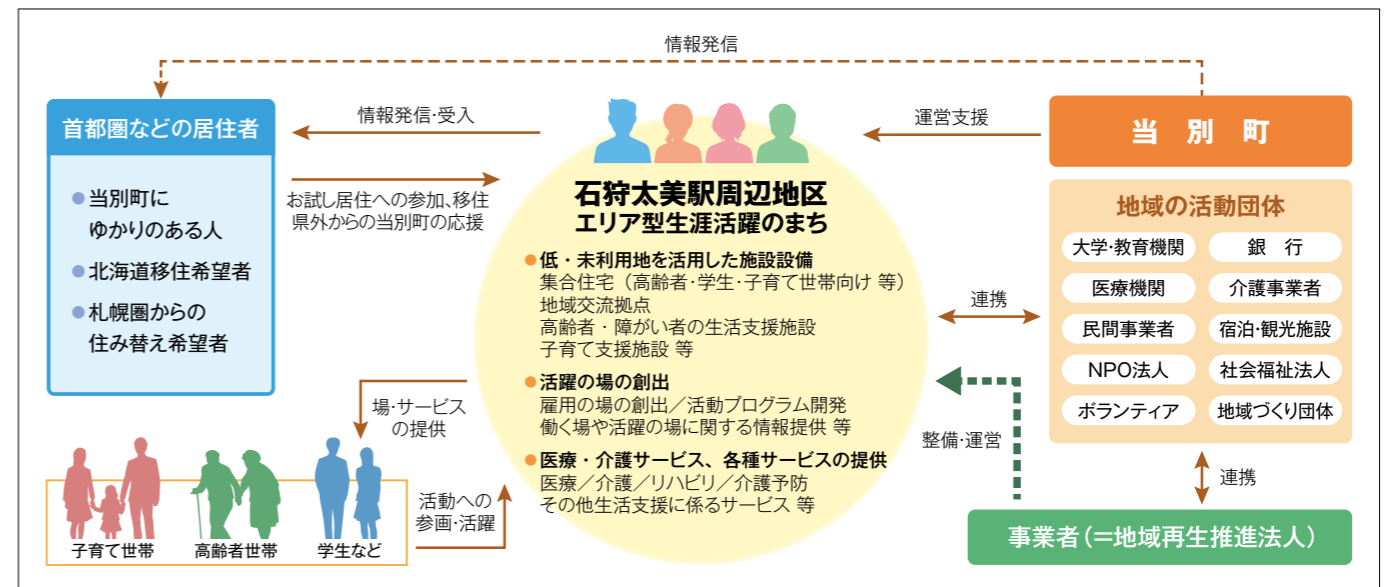 情報発信
首都圏などの居住者
●当別町に
ゆかりのある人
●北海道移住希望者
●札幌圏からの
住み替え希望者
情報発信・受入
お試し居住への参加、移住
県外からの当別町の応援
運営支援
当 別 町
石狩太美駅周辺地区
エリア型生涯活躍のまち
●低・未利用地を活用した施設設備
集合住宅（高齢者・学生・子育て世帯向け 等）
地域交流拠点
高齢者・障がい者の生活支援施設
子育て支援施設 等
●活躍の場の創出
雇用の場の創出／活動プログラム開発
働く場や活躍の場に関する情報提供 等
●医療・介護サービス、各種サービスの提供
医療／介護／リハビリ／介護予防
その他生活支援に係るサービス 等
連携
地域の活動団体
大学・教育機関
銀 行
医療機関
介護事業者
民間事業者
宿泊・観光施設
NPO法人
社会福祉法人
ボランティア
地域づくり団体
整備・運営
連携
事業者（＝地域再生推進法人）
場・サービス
の提供
活動への
参画・活躍
子育て世帯
高齢者世帯
学生など